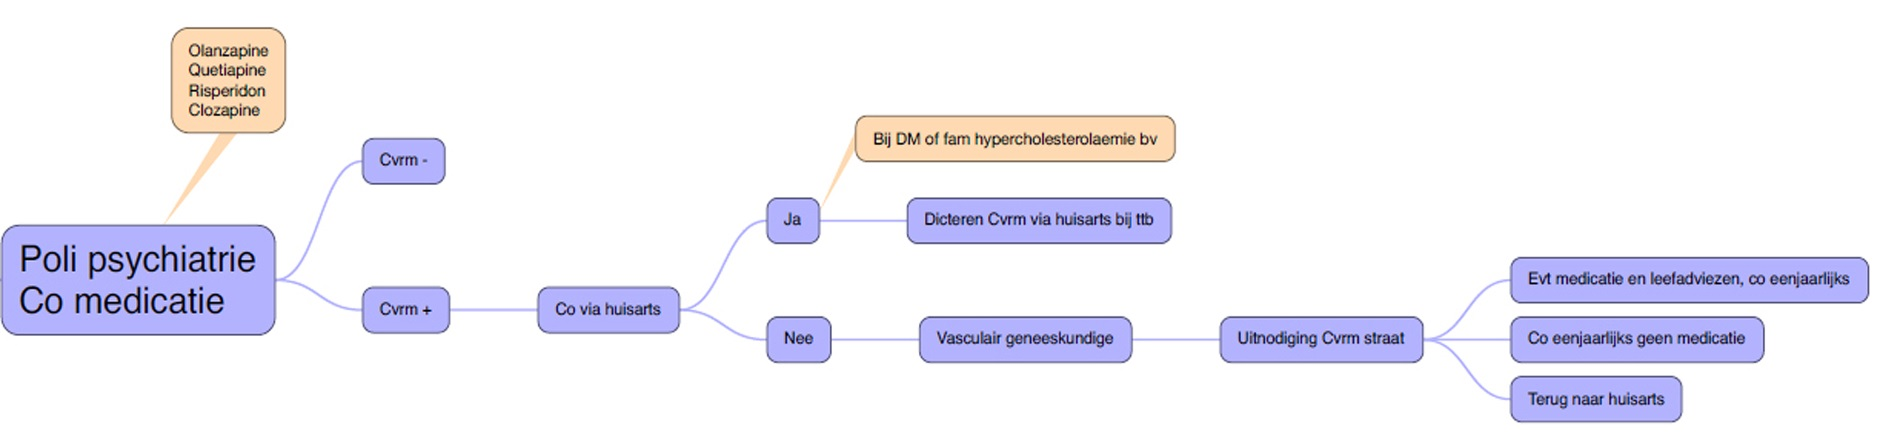 Olanzapine
Quetiapine
Risperidon
Clozapine
Poli psychiatrie
Co medicatie
Cvrm -
Cvrm +
Co via huisarts
Bij DM of fam hypercholesterolaemie bv
Ja
Dicteren Cvrm via huisarts bij ttb
Nee
Vasculair geneeskundige
Uitnodiging Cvrm straat
Evt medicatie en leefadviezen, co eenjaarlijks
Co eenjaarlijks geen medicatie
Terug naar huisarts